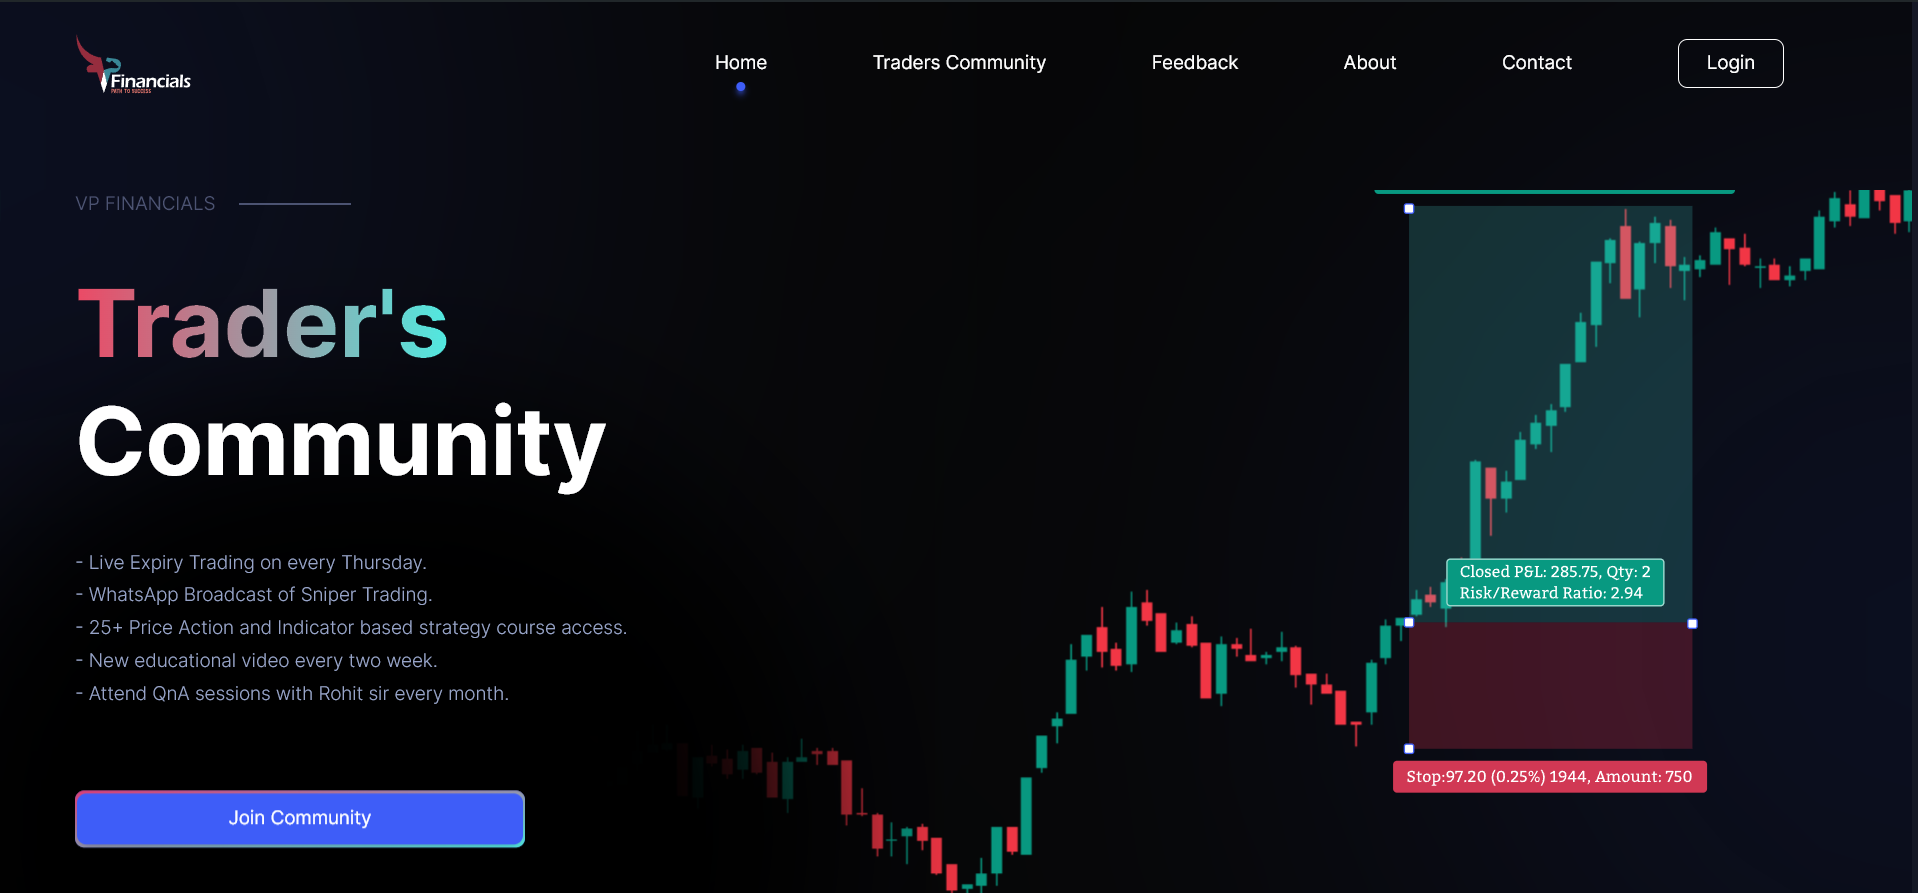 Financials
PATH TO SUCCESS
Home
Traders Community
Feedback
About
Contact
Login
VP FINANCIALS
Trader's
Community
- Live Expiry Trading on every Thursday.
- WhatsApp Broadcast of Sniper Trading.
- 25+ Price Action and Indicator based strategy course access.
- New educational video every two week.
- Attend QnA sessions with Rohit sir every month.
Join Community
Closed P&L: 285.75, Qty: 2
Risk/Reward Ratio: 2.94
Stop:97.20 (0.25%) 1944, Amount: 750